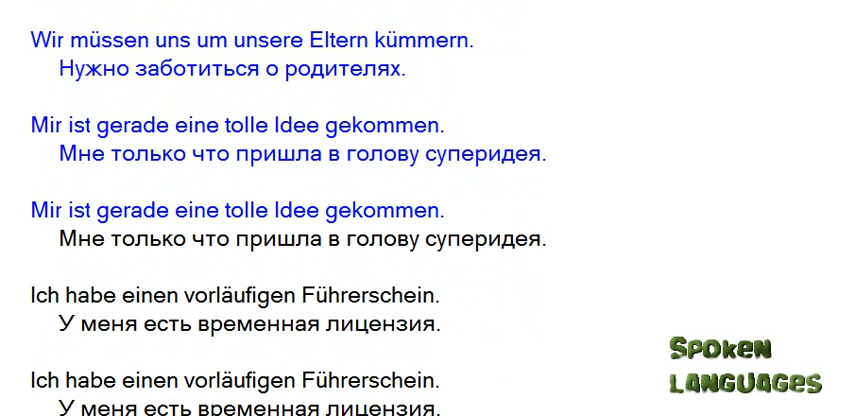 Wir müssen uns um unsere Eltern kümmern.
Нужно заботиться о родителях.
Mir ist gerade eine tolle Idee gekommen.
Мне только что пришла в голову суперидея.
Mir ist gerade eine tolle Idee gekommen.
Мне только что пришла в голову суперидея.
Ich habe einen vorläufigen Führerschein.
У меня есть временная лицензия.
Ich habe einen vorläufigen Führerschein.
У меня есть временная лицензия.
Spoken
Languages